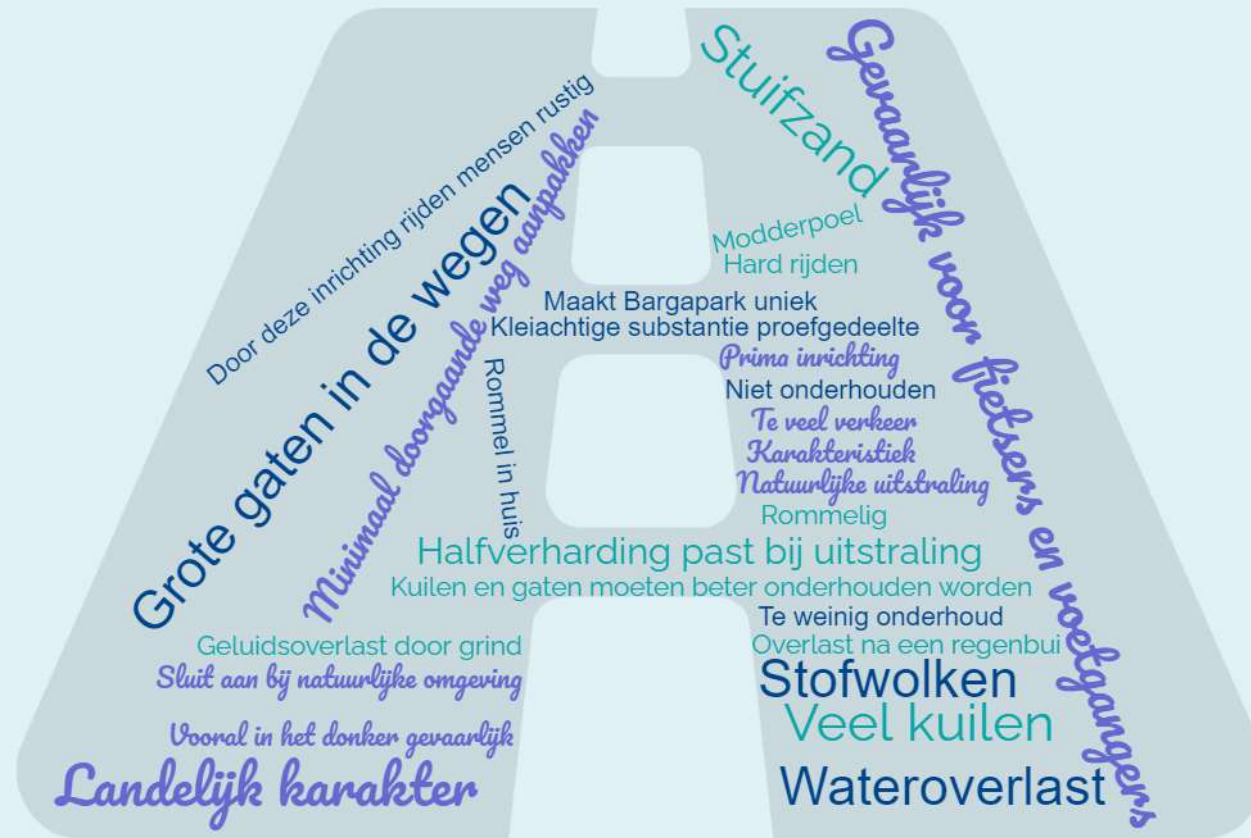 Stuifzand
Gevaarlijk voor fietsers en voetgangers
Door deze inrichting rijden mensen rustig
Grote gaten in de wegen
Minimaal doorgaande weg aanpakken
Modderpoel
Hard rijden
Maakt Bargapark uniek
Kleiachtige substantie proefgedeelte
Prima inrichting
Rommel in huis
Niet onderhouden
Te veel verkeer
Karakteristiek
Natuurlijke uitstraling
Rommelig
Halfverharding past bij uitstraling
Kuilen en gaten moeten beter onderhouden worden
Te weinig onderhoud
Geluidsoverlast door grind
Overlast na een regenbui
Sluit aan bij natuurlijke omgeving
Stofwolken
Veel kuilen
Vooral in het donker gevaarlijk
Landelijk karakter
Wateroverlast